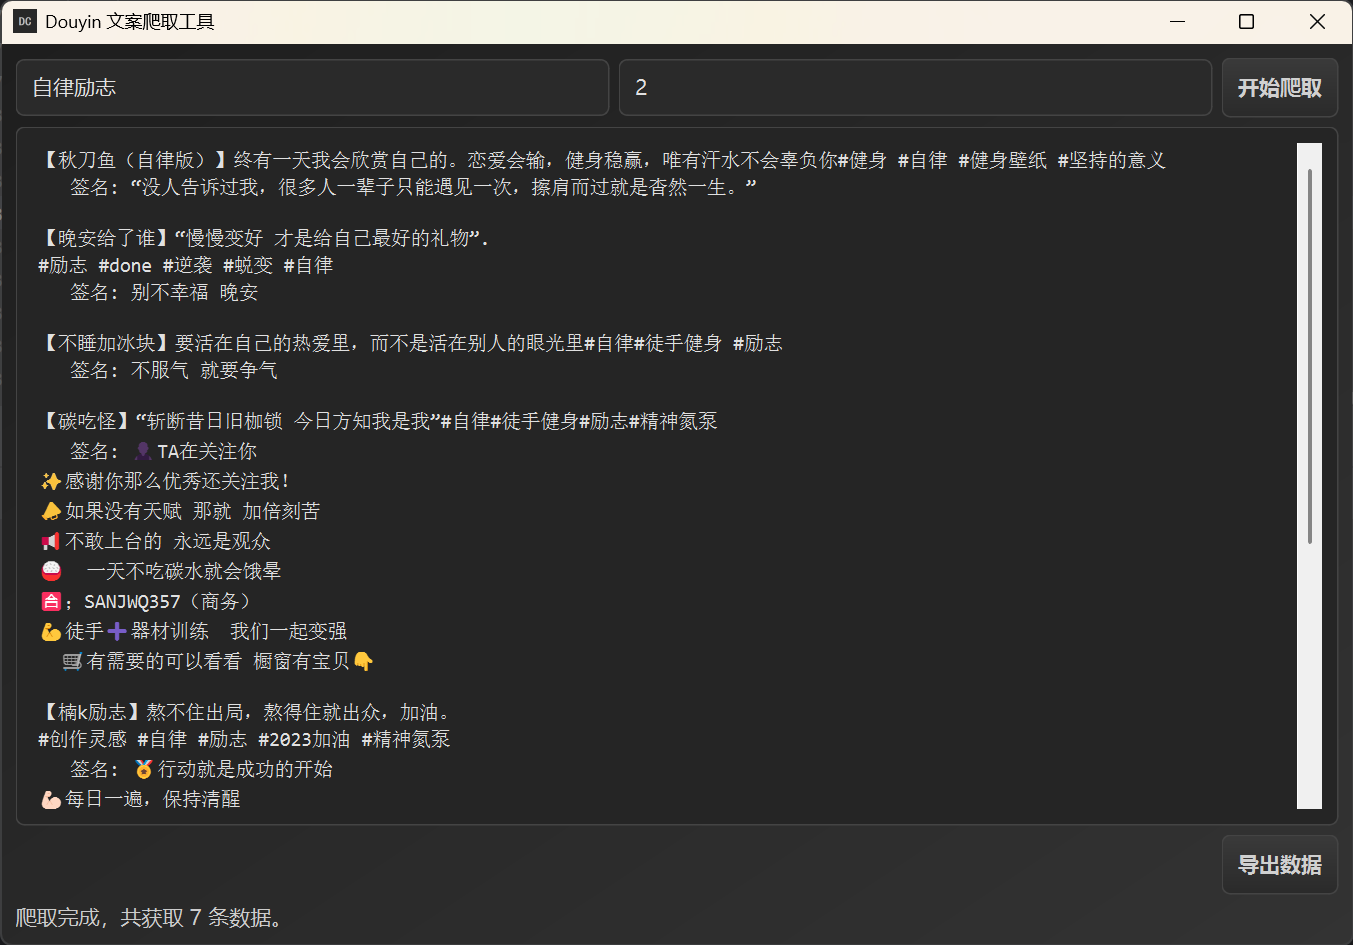 DC Douyin 文案爬取工具
自律励志 2 开始爬取
【秋刀鱼（自律版）】终有一天我会欣赏自己的。恋爱会输，健身稳赢，唯有汗水不会辜负你#健身 #自律 #健身壁纸 #坚持的意义
签名: “没人告诉过我，很多人一辈子只能遇见一次，擦肩而过就是杳然一生。”
【晚安给了谁】“慢慢变好 才是给自己最好的礼物”.
#励志 #done #逆袭 #蜕变 #自律
签名: 别不幸福 晚安
【不睡加冰块】要活在自己的热爱里，而不是活在别人的眼光里#自律#徒手健身 #励志
签名: 不服气 就要争气
【碳吃怪】“斩断昔日旧枷锁 今日方知我是我”#自律#徒手健身#励志#精神氮泵
签名: 👤TA在关注你
✨感谢你那么优秀还关注我!
📣如果没有天赋 那就 加倍刻苦
📢不敢上台的 永远是观众
🍚 一天不吃碳水就会饿晕
🈴; SANJWQ357（商务）
💪徒手➕器材训练 我们一起变强
🛒有需要的可以看看 橱窗有宝贝👇
【楠k励志】熬不住出局，熬得住就出众，加油。
#创作灵感 #自律 #励志 #2023加油 #精神氮泵
签名: 🏅行动就是成功的开始
💪🏻每日一遍，保持清醒
导出数据
爬取完成，共获取 7 条数据。